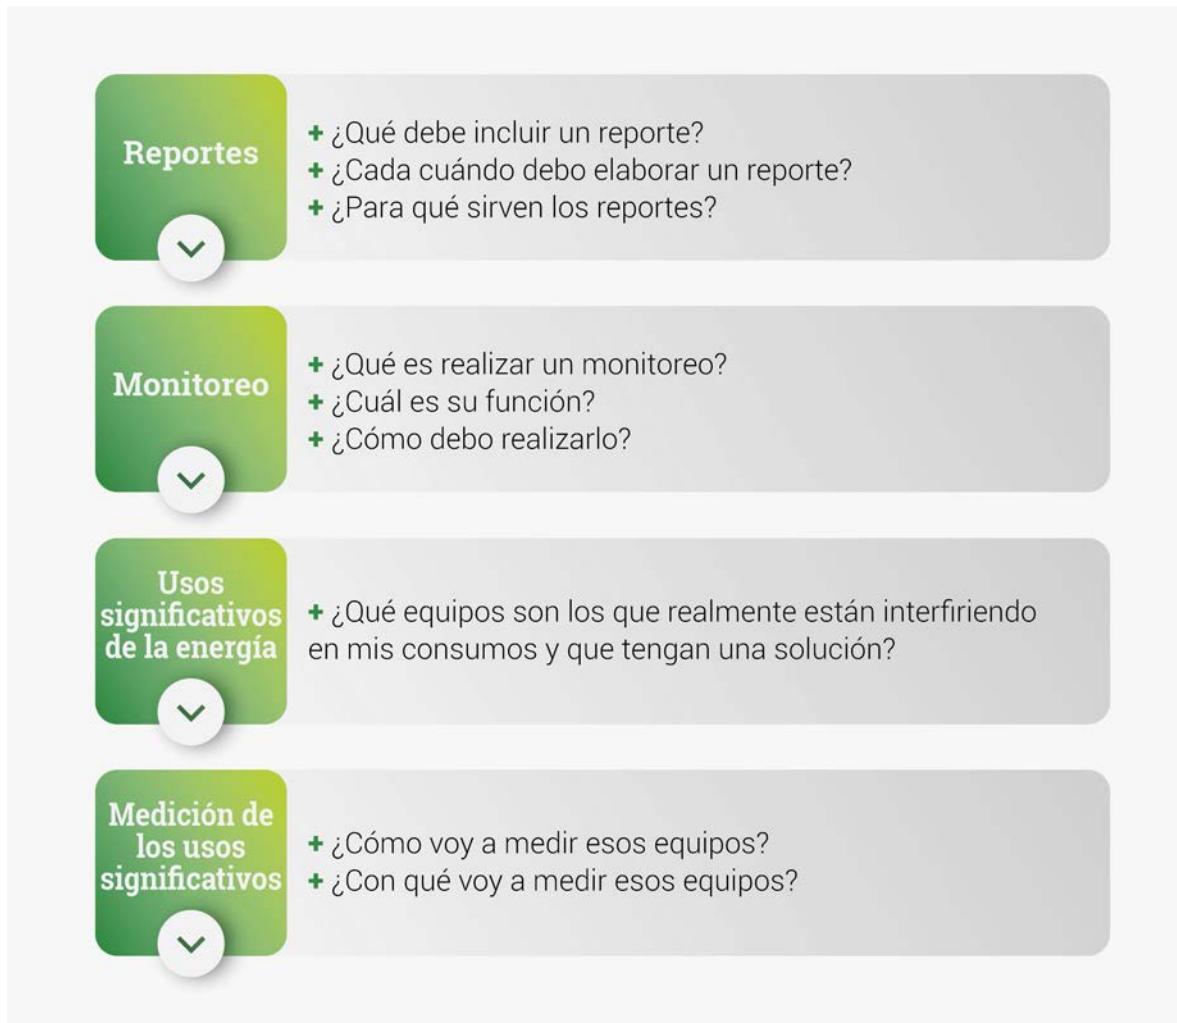 Reportes
+ ¿Qué debe incluir un reporte?
+ ¿Cada cuándo debo elaborar un reporte?
+ ¿Para qué sirven los reportes?
Monitoreo
+ ¿Qué es realizar un monitoreo?
+ ¿Cuál es su función?
+ ¿Cómo debo realizarlo?
Usos
significativos
de la energía
+ ¿Qué equipos son los que realmente están interfiriendo
en mis consumos y que tengan una solución?
Medición de
los usos
significativos
+ ¿Cómo voy a medir esos equipos?
+ ¿Con qué voy a medir esos equipos?